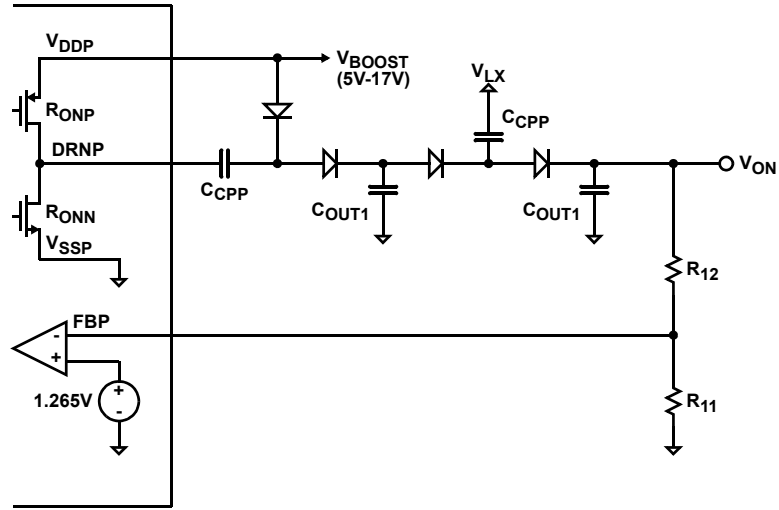 VDDP
VBOOST
(5V-17V)
VLX
RONP
CCPP
DRNP
VON
CCPP
RONN
COUT1
COUT1
VSSP
R12
FBP
-
+
+
1.265V
-
R11